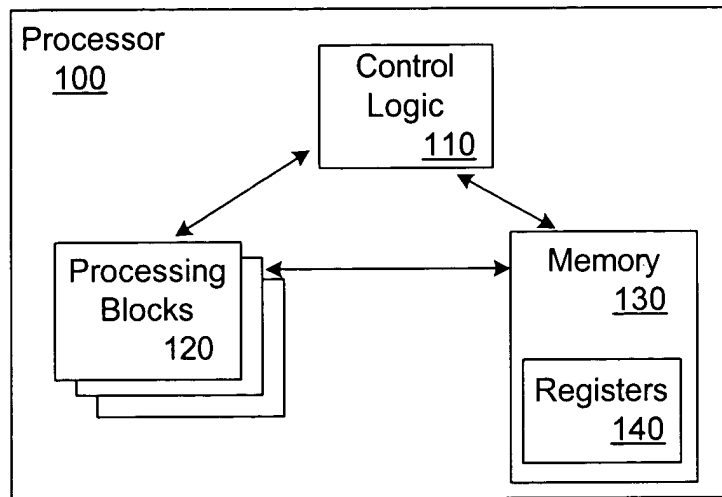 Processor
100
Control
Logic
110
Processing
Blocks
120
Memory
130
Registers
140